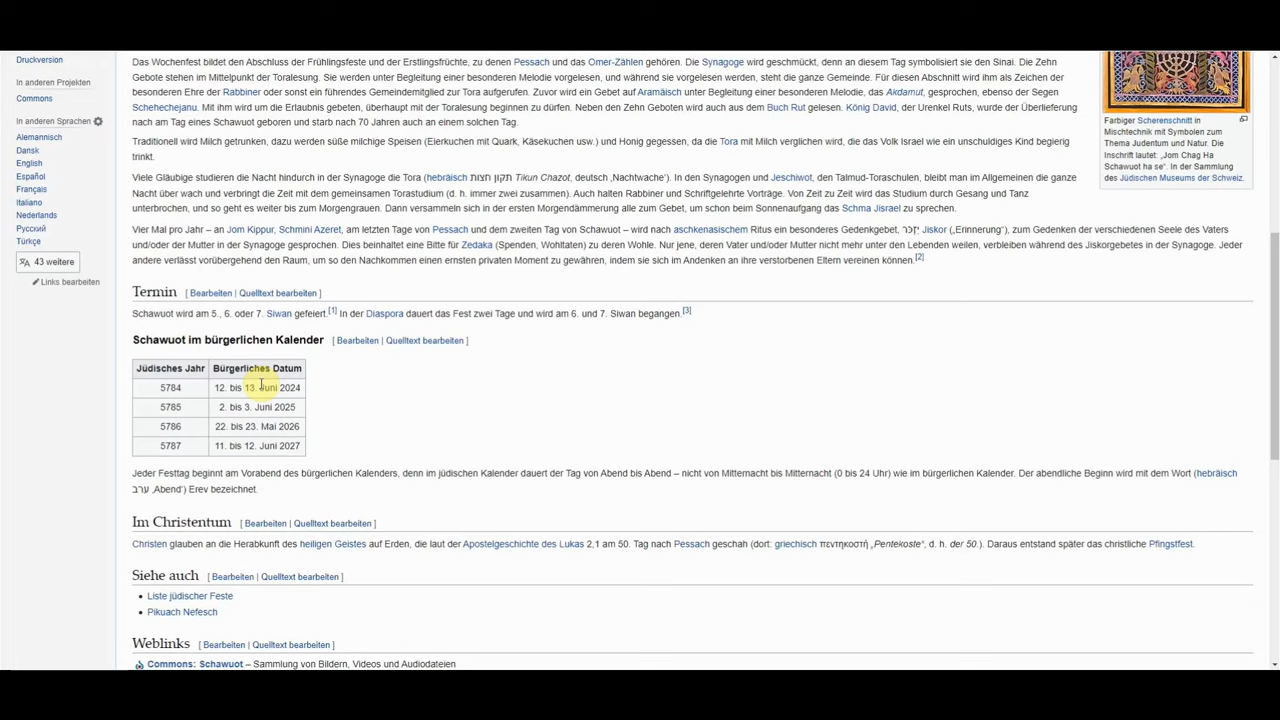 Druckversion
In anderen Projekten
Commons
In anderen Sprachen
Alemannisch
Dansk
English
Español
Français
Italiano
Nederlands
Русский
Türkçe
43 weitere
Links bearbeiten
Das Wochenfest bildet den Abschluss der Frühlingsfeste und der Erstlingsfrüchte, zu denen Pessach und das Omer-Zählen gehören. Die Synagoge wird geschmückt, denn an diesem Tag symbolisiert sie den Sinai. Die Zehn
Gebote stehen im Mittelpunkt der Toralesung. Sie werden unter Begleitung einer besonderen Melodie vorgelesen, und während sie vorgelesen werden, steht die ganze Gemeinde. Für diesen Abschnitt wird ihm als Zeichen der
besonderen Ehre der Rabbiner oder sonst ein führendes Gemeindemitglied zur Tora aufgerufen. Zuvor wird ein Gebet auf Aramäisch unter Begleitung einer besonderen Melodie, das Akdamut, gesprochen, ebenso der Segen
Schehechejanu. Mit ihm wird um die Erlaubnis gebeten, überhaupt mit der Toralesung beginnen zu dürfen. Neben den Zehn Geboten wird auch aus dem Buch Rut gelesen. König David, der Urenkel Ruts, wurde der Überlieferung
nach am Tag eines Schawuot geboren und starb nach 70 Jahren auch an einem solchen Tag.
Traditionell wird Milch getrunken, dazu werden süße milchige Speisen (Eierkuchen mit Quark, Käsekuchen usw.) und Honig gegessen, da die Tora mit Milch verglichen wird, die das Volk Israel wie ein unschuldiges Kind begierig
trinkt.
Viele Gläubige studieren die Nacht hindurch in der Synagoge die Tora (hebräisch תקון חצות Tikun Chazot, deutsch ‚Nachtwache'). In den Synagogen und Jeschiwot, den Talmud-Toraschulen, bleibt man im Allgemeinen die ganze
Nacht über wach und verbringt die Zeit mit dem gemeinsamen Torastudium (d. h. immer zwei zusammen). Auch halten Rabbiner und Schriftgelehrte Vorträge. Von Zeit zu Zeit wird das Studium durch Gesang und Tanz
unterbrochen, und so geht es weiter bis zum Morgengrauen. Dann versammeln sich in der ersten Morgendämmerung alle zum Gebet, um schon beim Sonnenaufgang das Schma Jisrael zu sprechen.
Vier Mal pro Jahr – an Jom Kippur, Schmini Azeret, am letzten Tage von Pessach und dem zweiten Tag von Schawuot – wird nach aschkenasischem Ritus ein besonderes Gedenkgebet, יִזְכֹּר Jiskor („Erinnerung"), zum Gedenken der verschiedenen Seele des Vaters
und/oder der Mutter in der Synagoge gesprochen. Dies beinhaltet eine Bitte für Zedaka (Spenden, Wohltaten) zu deren Wohle. Nur jene, deren Vater und/oder Mutter nicht mehr unter den Lebenden weilen, verbleiben während des Jiskorgebetes in der Synagoge. Jeder
andere verlässt vorübergehend den Raum, um so den Nachkommen einen ernsten privaten Moment zu gewähren, indem sie sich im Andenken an ihre verstorbenen Eltern vereinen können.[2]
Farbiger Scherenschnitt in
Mischtechnik mit Symbolen zum
Thema Judentum und Natur. Die
Inschrift lautet: „Jom Chag Ha
Schawuot ha se". In der Sammlung
des Jüdischen Museums der Schweiz.
Termin [ Bearbeiten | Quelltext bearbeiten ]
Schawuot wird am 5., 6. oder 7. Siwan gefeiert.[1] In der Diaspora dauert das Fest zwei Tage und wird am 6. und 7. Siwan begangen.[3]
Schawuot im bürgerlichen Kalender [ Bearbeiten | Quelltext bearbeiten ]
Jüdisches Jahr Bürgerliches Datum
5784 12. bis 13. Juni 2024
5785 2. bis 3. Juni 2025
5786 22. bis 23. Mai 2026
5787 11. bis 12. Juni 2027
Jeder Festtag beginnt am Vorabend des bürgerlichen Kalenders, denn im jüdischen Kalender dauert der Tag von Abend bis Abend – nicht von Mitternacht bis Mitternacht (0 bis 24 Uhr) wie im bürgerlichen Kalender. Der abendliche Beginn wird mit dem Wort (hebräisch
ערב ‚Abend') Erev bezeichnet.
Im Christentum [ Bearbeiten | Quelltext bearbeiten ]
Christen glauben an die Herabkunft des heiligen Geistes auf Erden, die laut der Apostelgeschichte des Lukas 2,1 am 50. Tag nach Pessach geschah (dort: griechisch πεντηκοστή „Pentekoste", d. h. der 50.). Daraus entstand später das christliche Pfingstfest.
Siehe auch [ Bearbeiten | Quelltext bearbeiten ]
• Liste jüdischer Feste
• Pikuach Nefesch
Weblinks [ Bearbeiten | Quelltext bearbeiten ]
Commons: Schawuot – Sammlung von Bildern, Videos und Audiodateien